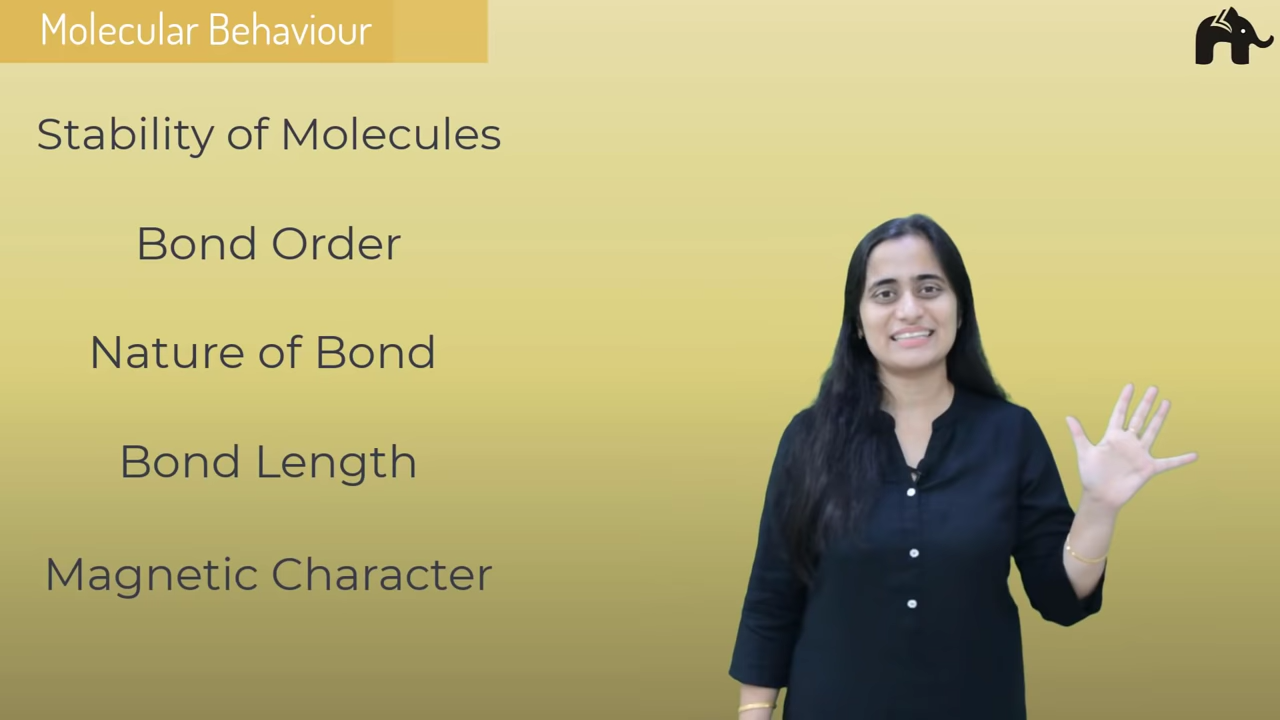 Molecular Behaviour
Stability of Molecules
Bond Order
Nature of Bond
Bond Length
Magnetic Character